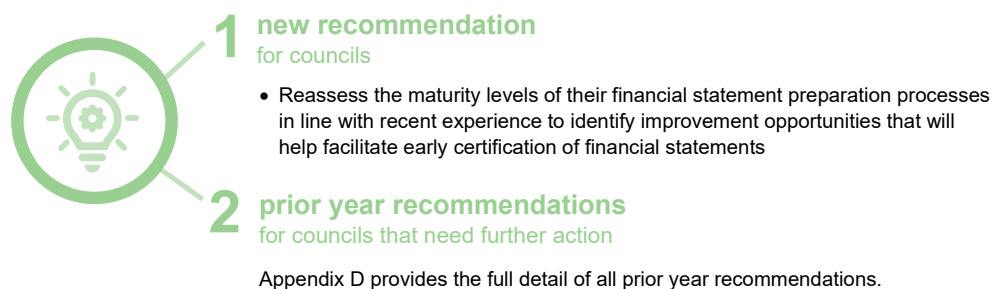 1 new recommendation
for councils
• Reassess the maturity levels of their financial statement preparation processes
in line with recent experience to identify improvement opportunities that will
help facilitate early certification of financial statements
2 prior year recommendations
for councils that need further action
Appendix D provides the full detail of all prior year recommendations.